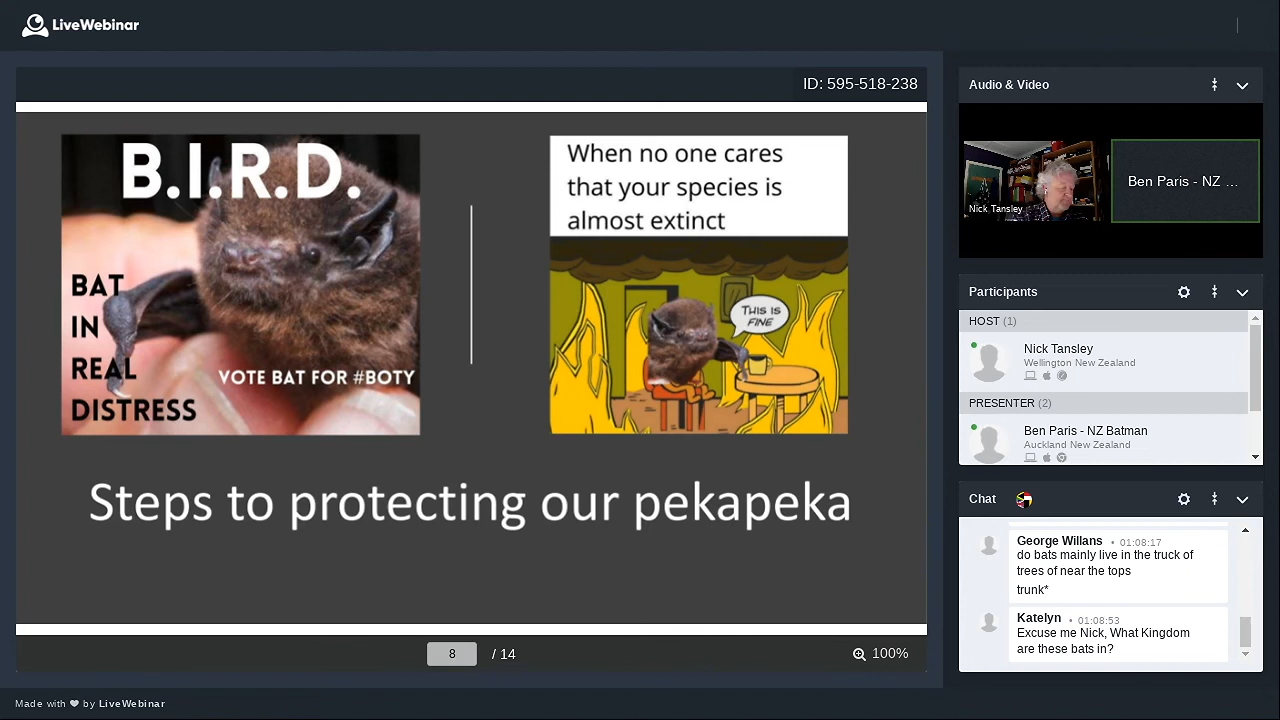 LiveWebinar
ID: 595-518-238
B.I.R.D.
BAT
IN
REAL
DISTRESS
VOTE BAT FOR #BOTY
When no one cares
that your species is
almost extinct
THIS IS
FINE
Steps to protecting our pekapeka
8 / 14
100%
Made with by LiveWebinar
Audio & Video
Nick Tansley
Ben Paris - NZ ...
Participants
HOST (1)
Nick Tansley
Wellington New Zealand
PRESENTER (2)
Ben Paris - NZ Batman
Auckland New Zealand
Chat
George Willans • 01:08:17
do bats mainly live in the truck of
trees of near the tops
trunk*
Katelyn • 01:08:53
Excuse me Nick, What Kingdom
are these bats in?